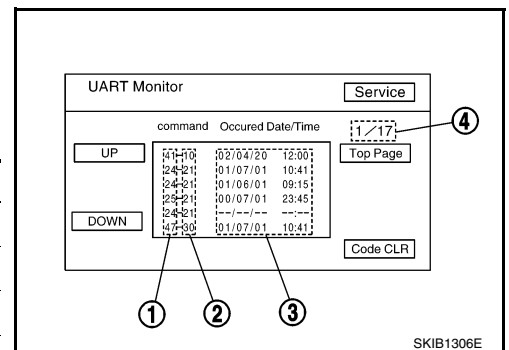 UART Monitor
Service
command Occured Date/Time
1/17
④
UP
Top Page
41-10 02/04/20 12:00
24-21 01/07/01 10:41
24-21 01/06/01 09:15
25-21 00/07/01 23:45
24-21 --/--/-- --:--
47-30 01/07/01 10:41
DOWN
Code CLR
① ② ③
SKIB1306E